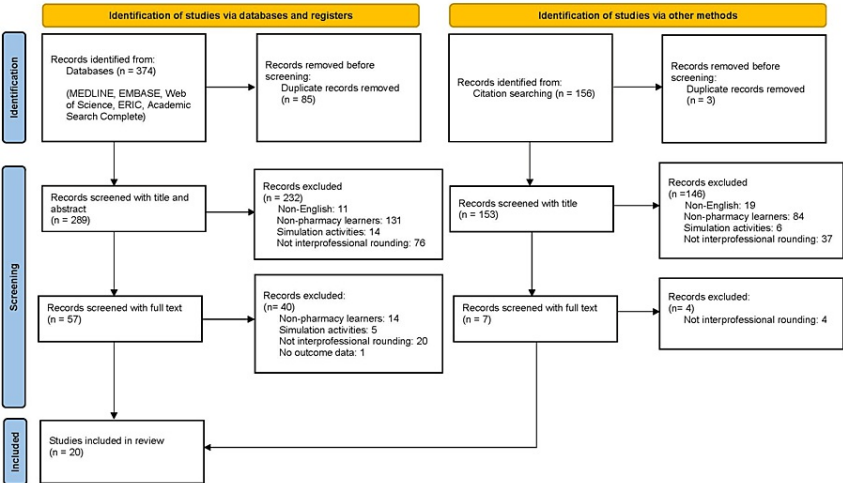 Identification of studies via databases and registers
Identification of studies via other methods
Identification
Records identified from:
Databases (n = 374)
(MEDLINE, EMBASE, Web
of Science, ERIC, Academic
Search Complete)
Records removed before
screening:
Duplicate records removed
(n = 85)
Records identified from:
Citation searching (n = 156)
Records removed before
screening:
Duplicate records removed
(n = 3)
Screening
Records screened with title and
abstract
(n = 289)
Records excluded
(n = 232)
Non-English: 11
Non-pharmacy learners: 131
Simulation activities: 14
Not interprofessional rounding: 76
Records screened with title
(n = 153)
Records excluded
(n =146)
Non-English: 19
Non-pharmacy learners: 84
Simulation activities: 6
Not interprofessional rounding: 37
Records screened with full text
(n = 57)
Records excluded:
(n= 40)
Non-pharmacy learners: 14
Simulation activities: 5
Not interprofessional rounding: 20
No outcome data: 1
Records screened with full text
(n = 7)
Records excluded:
(n= 4)
Not interprofessional rounding: 4
Included
Studies included in review
(n = 20)